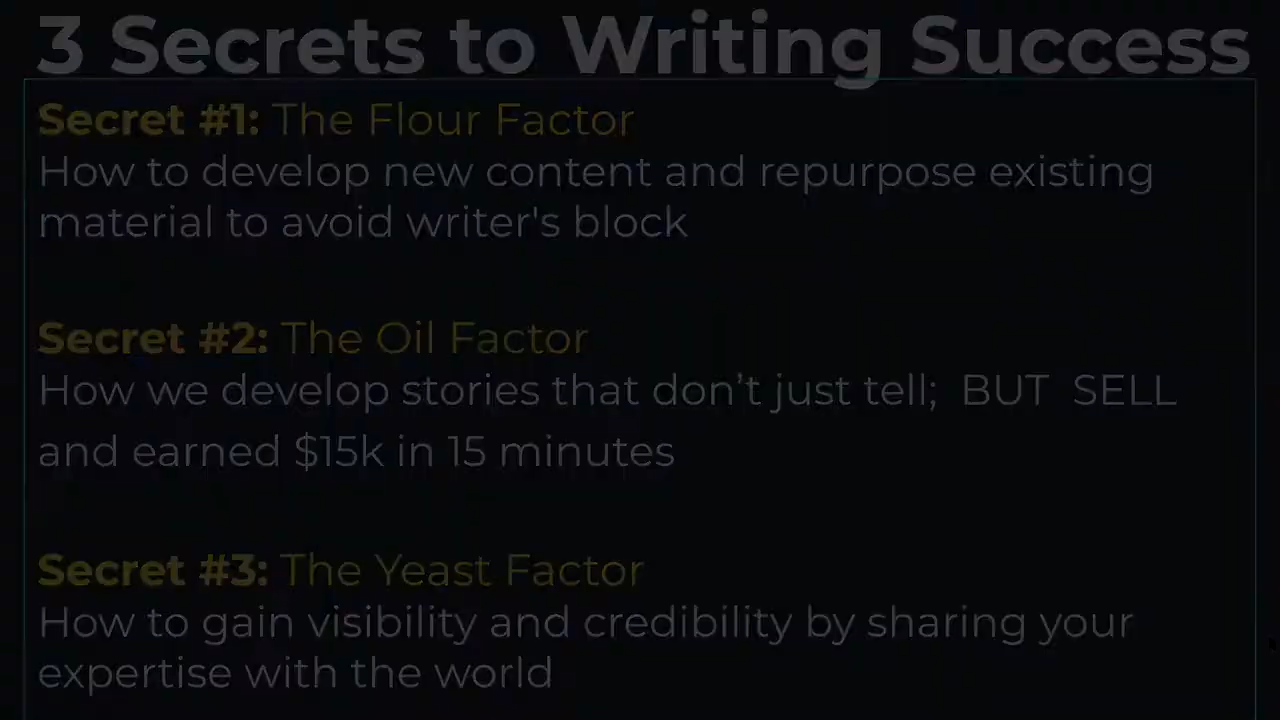 3 Secrets to Writing Success
Secret #1: The Flour Factor
How to develop new content and repurpose existing
material to avoid writer's block
Secret #2: The Oil Factor
How we develop stories that don’t just tell;  BUT  SELL
and earned $15k in 15 minutes
Secret #3: The Yeast Factor
How to gain visibility and credibility by sharing your
expertise with the world